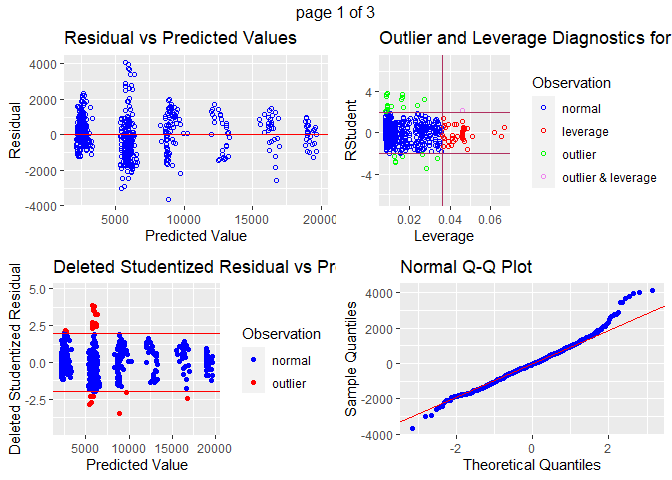 page 1 of 3
Residual vs Predicted Values
Residual
4000
2000
0
-2000
-4000
5000 10000 15000 20000
Predicted Value
Outlier and Leverage Diagnostics for
RStudent
4
0
-4
0.02 0.04 0.06
Leverage
Observation
normal
leverage
outlier
outlier & leverage
Deleted Studentized Residual vs Pr
Deleted Studentized Residual
5.0
2.5
0.0
-2.5
5000 10000 15000 20000
Predicted Value
Observation
normal
outlier
Normal Q-Q Plot
Sample Quantiles
4000
2000
0
-2000
-4000
-2 0 2
Theoretical Quantiles